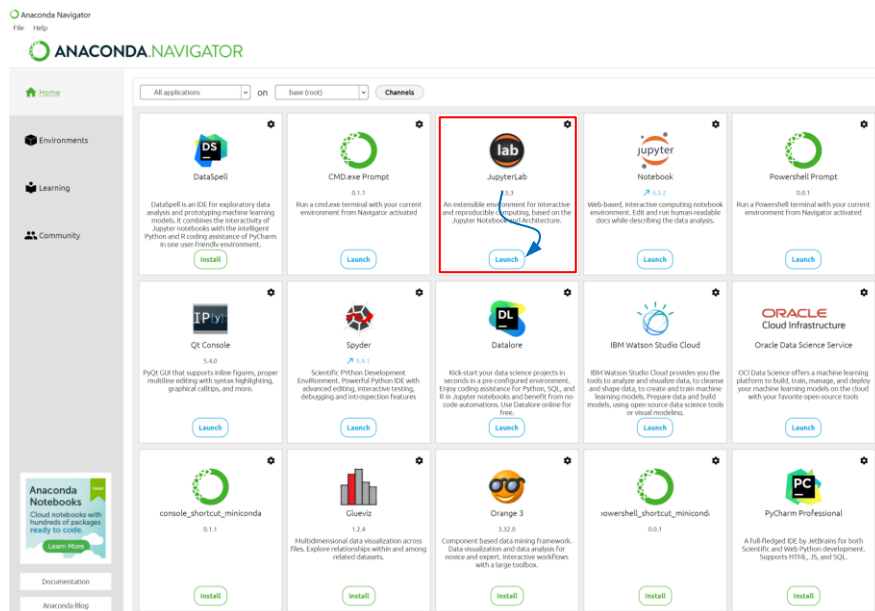 Anaconda Navigator
File Help
ANACONDA.NAVIGATOR
Home
Environments
Learning
Community
All applications on base (root) Channels
DS
DataSpell
DataSpell is an IDE for exploratory data
analysis and prototyping machine learning
models. It combines the interactivity of
Jupyter notebooks with the intelligent
Python and R coding assistance of PyCharm
in one user-friendly environment.
Install
CMD.exe Prompt
0.1.1
Run a cmd.exe terminal with your current
environment from Navigator activated
Launch
lab
JupyterLab
.5.3
An extensible environment for interactive
and reproducible computing, based on the
Jupyter Notebook and Architecture.
Launch
jupyter
Notebook
6.5.2
Web-based, interactive computing notebook
environment. Edit and run human-readable
docs while describing the data analysis.
Launch
Powershell Prompt
0.0.1
Run a Powershell terminal with your current
environment from Navigator activated
Launch
IP[y]:
Qt Console
5.4.0
PyQt GUI that supports inline figures, proper
multiline editing with syntax highlighting,
graphical calltips, and more.
Launch
Spyder
5.4.1
Scientific PYthon Development
EnviRonment. Powerful Python IDE with
advanced editing, interactive testing,
debugging and introspection features
Launch
DL
Datalore
Kick-start your data science projects in
seconds in a pre-configured environment.
Enjoy coding assistance for Python, SQL, and
R in Jupyter notebooks and benefit from no-
code automations. Use Datalore online for
free.
Launch
IBM Watson Studio Cloud
IBM Watson Studio Cloud provides you the
tools to analyze and visualize data, to cleanse
and shape data, to create and train machine
learning models. Prepare data and build
models, using open source data science tools
or visual modeling.
Launch
ORACLE
Cloud Infrastructure
Oracle Data Science Service
OCI Data Science offers a machine learning
platform to build, train, manage, and deploy
your machine learning models on the cloud
with your favorite open-source tools
Launch
console_shortcut_miniconda
0.1.1
Install
Glueviz
1.2.4
Multidimensional data visualization across
files. Explore relationships within and among
related datasets.
Install
Orange 3
3.32.0
Component based data mining framework.
Data visualization and data analysis for
novice and expert. Interactive workflows
with a large toolbox.
Install
powershell_shortcut_miniconda
0.0.1
Install
PC
PyCharm Professional
A full-fledged IDE by JetBrains for both
Scientific and Web Python development.
Supports HTML, JS, and SQL.
Install
Anaconda
Notebooks
Cloud notebooks with
hundreds of packages
ready to code.
Learn More
Documentation
Anaconda Blog